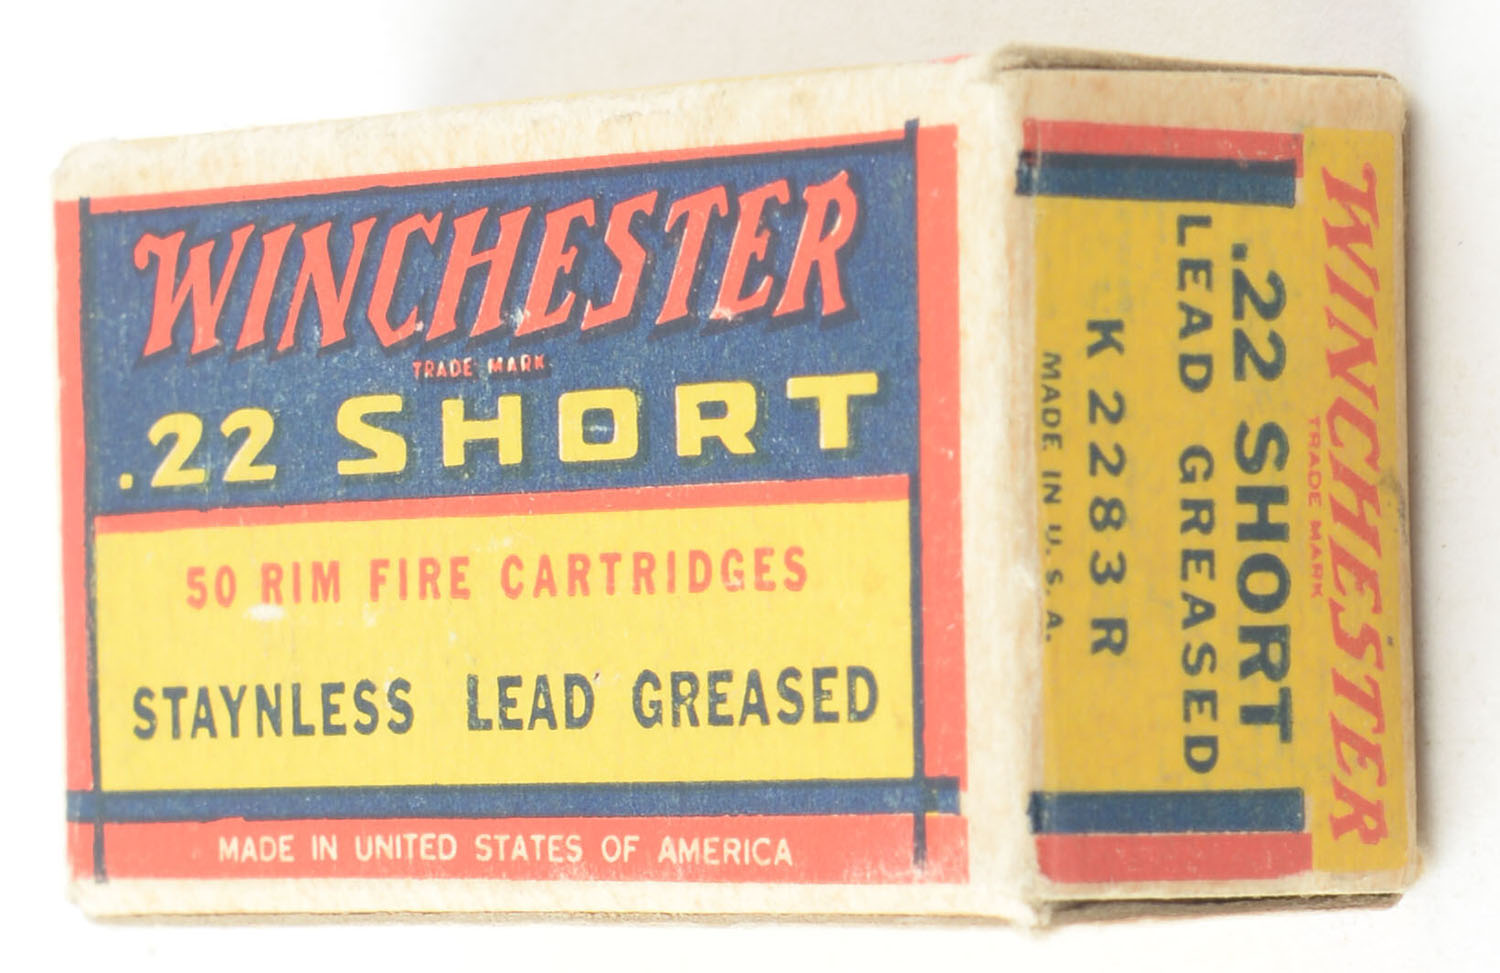 WINCHESTER
TRADE MARK
.22 SHORT
50 RIM FIRE CARTRIDGES
STAYNLESS LEAD GREASED
MADE IN UNITED STATES OF AMERICA
WINCHESTER
TRADE MARK
.22 SHORT
LEAD GREASED
K 2283 R
MADE IN U.S.A.